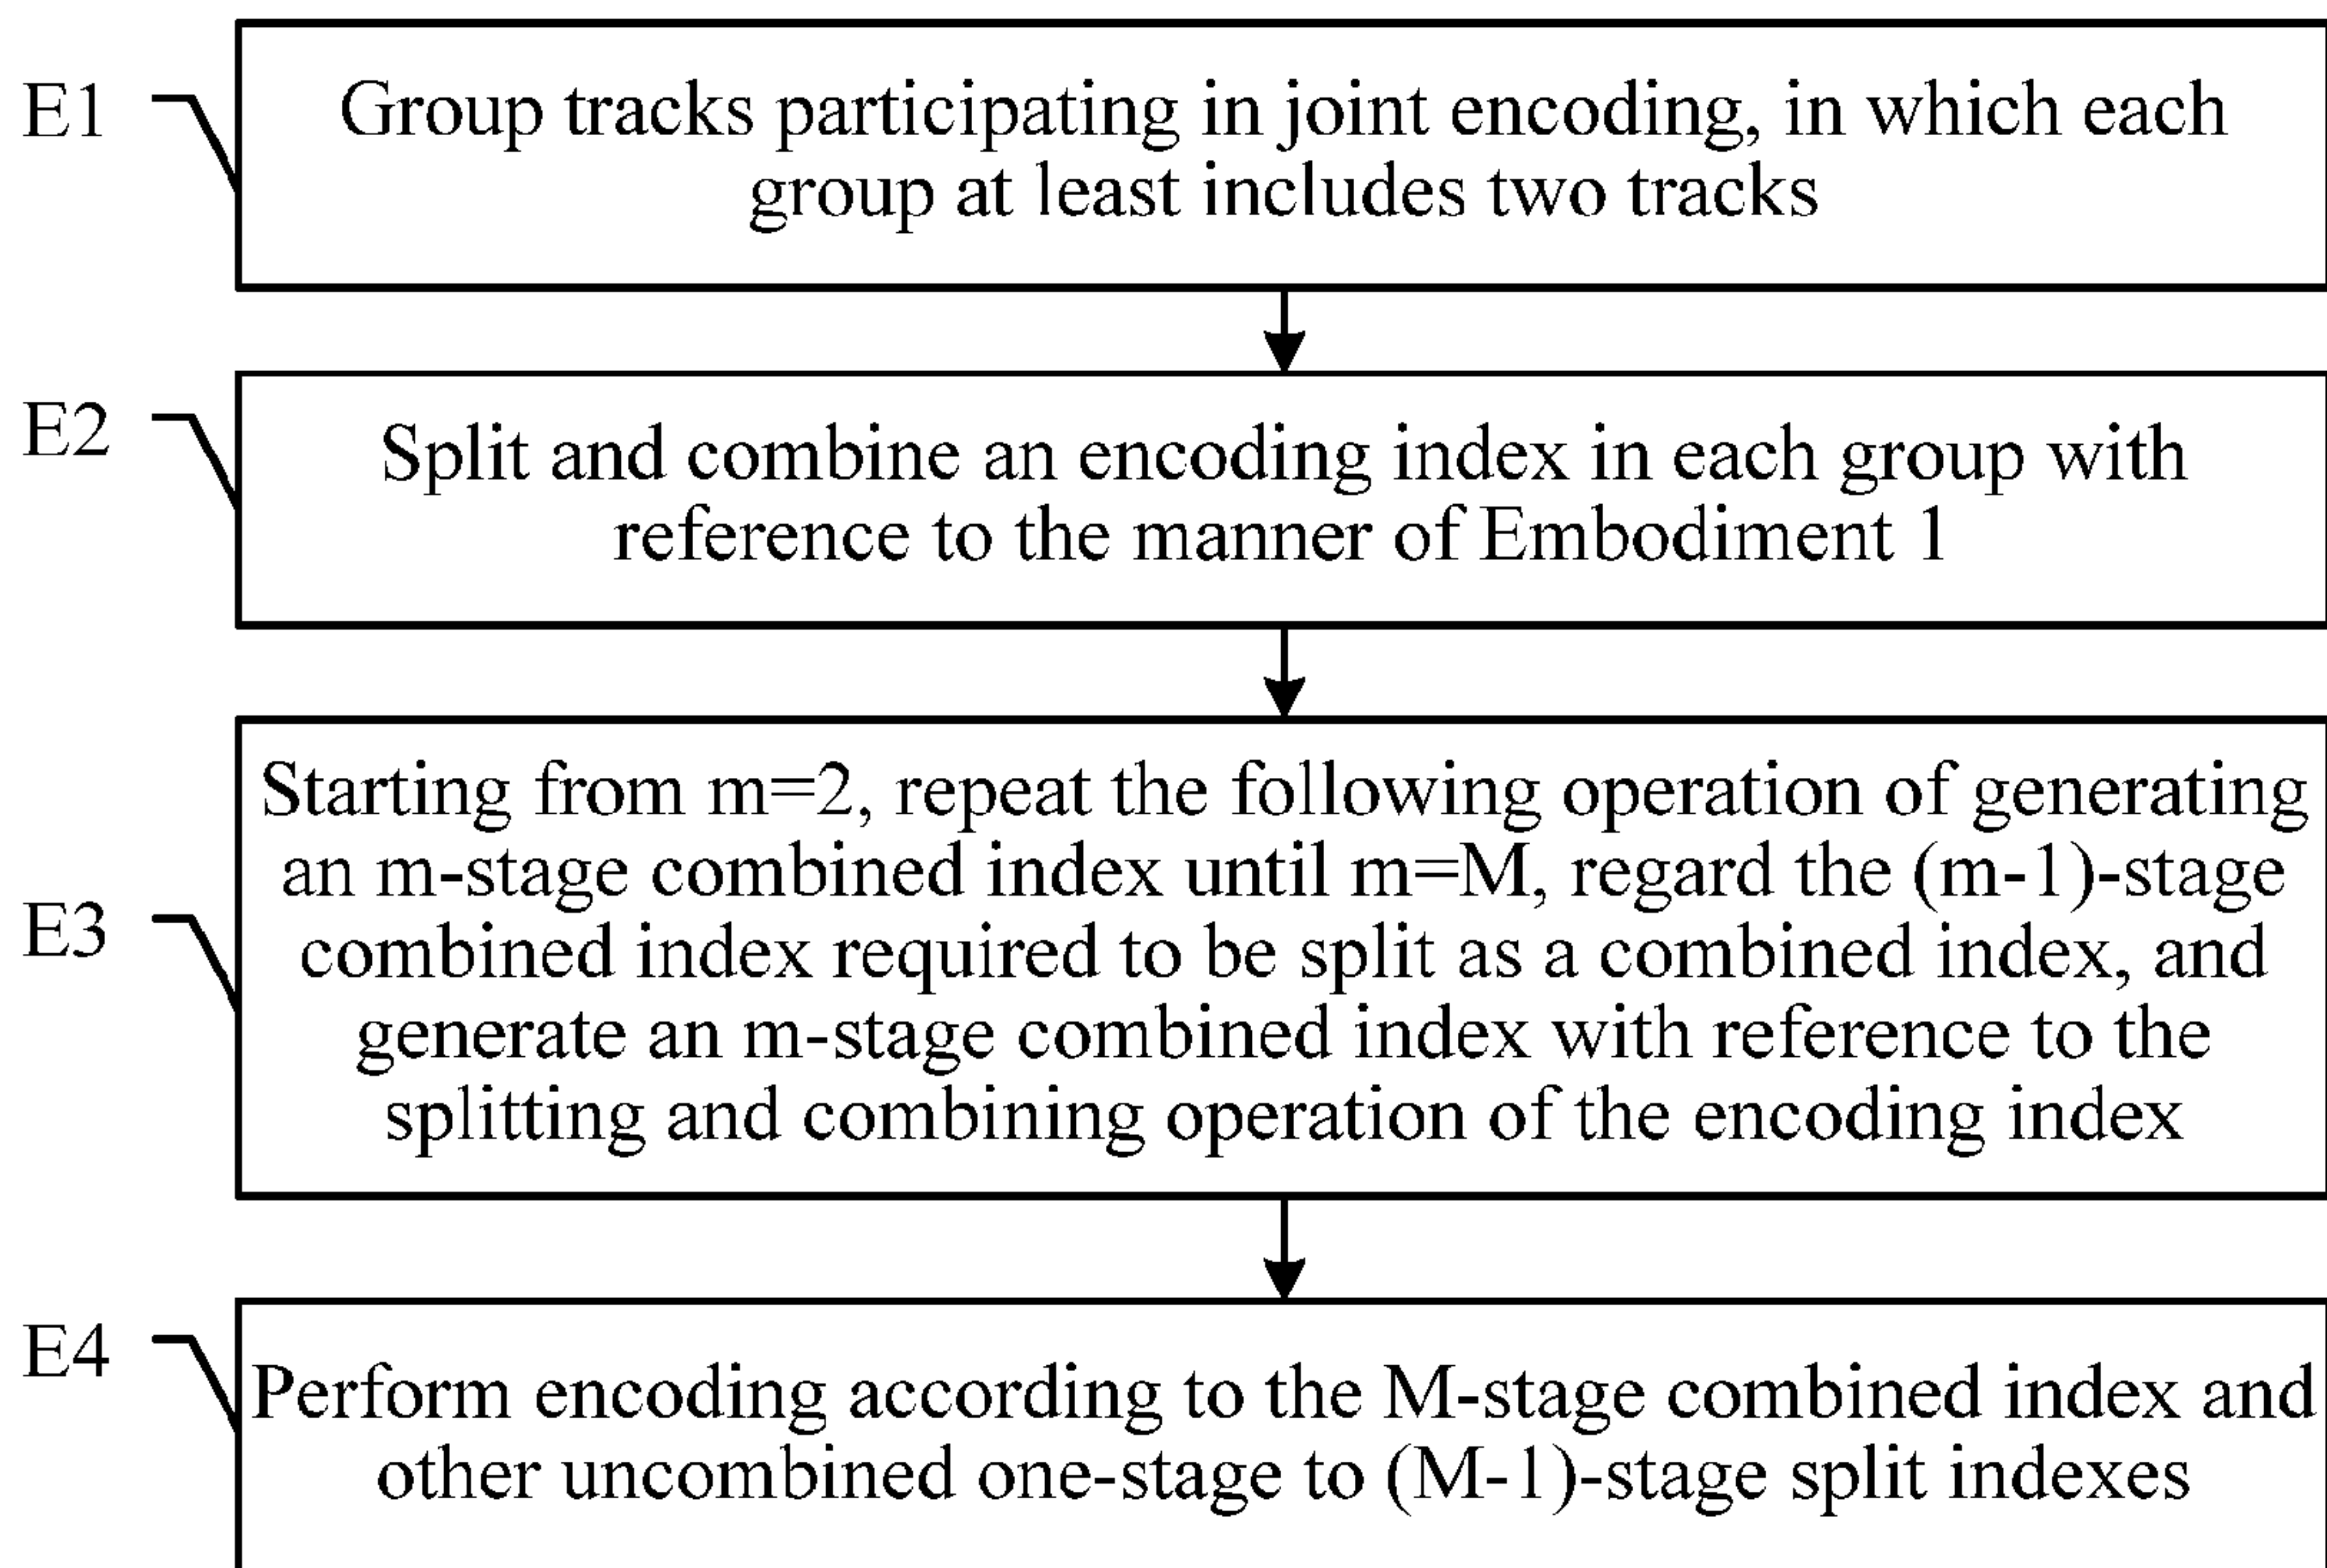 E1
Group tracks participating in joint encoding, in which each
group at least includes two tracks
E2
Split and combine an encoding index in each group with
reference to the manner of Embodiment 1
E3
Starting from m=2, repeat the following operation of generating
an m-stage combined index until m=M, regard the (m-1)-stage
combined index required to be split as a combined index, and
generate an m-stage combined index with reference to the
splitting and combining operation of the encoding index
E4
Perform encoding according to the M-stage combined index and
other uncombined one-stage to (M-1)-stage split indexes